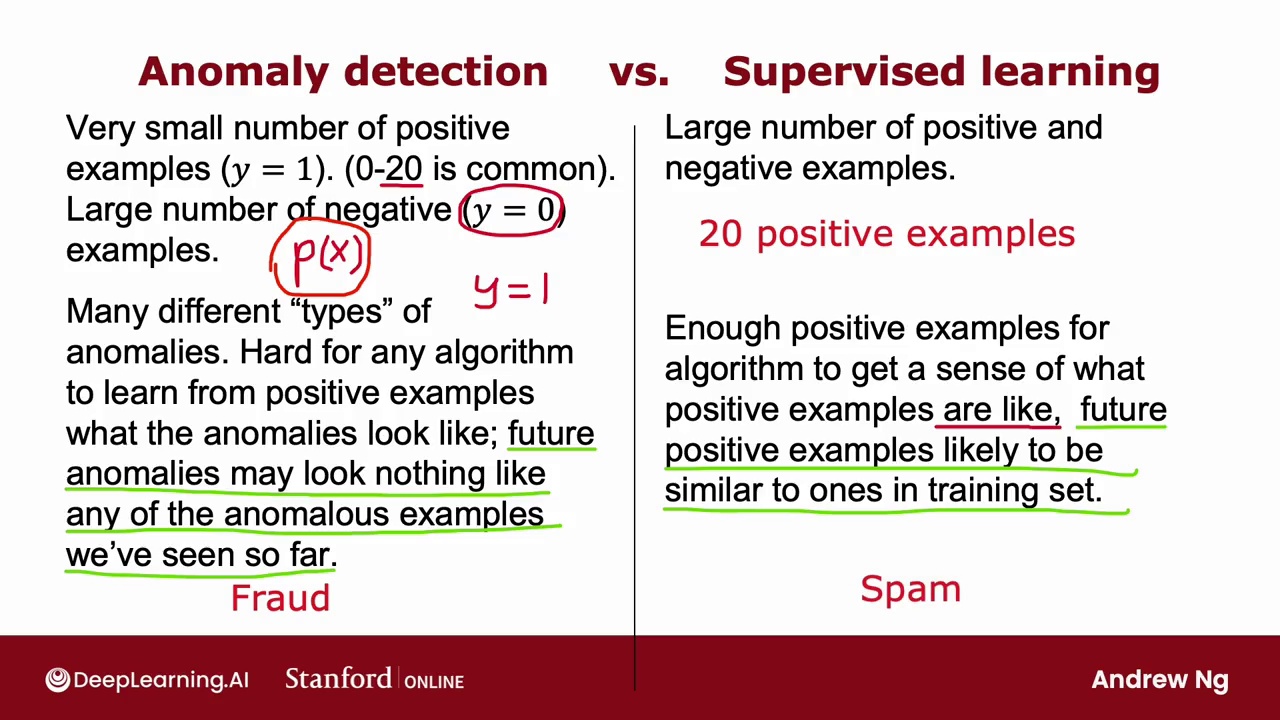 Anomaly detection vs. Supervised learning
Very small number of positive
examples (y = 1). (0-20 is common).
Large number of negative (y = 0)
examples.
p(x)
y = 1
Many different “types” of
anomalies. Hard for any algorithm
to learn from positive examples
what the anomalies look like; future
anomalies may look nothing like
any of the anomalous examples
we’ve seen so far.
Fraud
Large number of positive and
negative examples.
20 positive examples
Enough positive examples for
algorithm to get a sense of what
positive examples are like, future
positive examples likely to be
similar to ones in training set.
Spam
DeepLearning.AI
Stanford | ONLINE
Andrew Ng